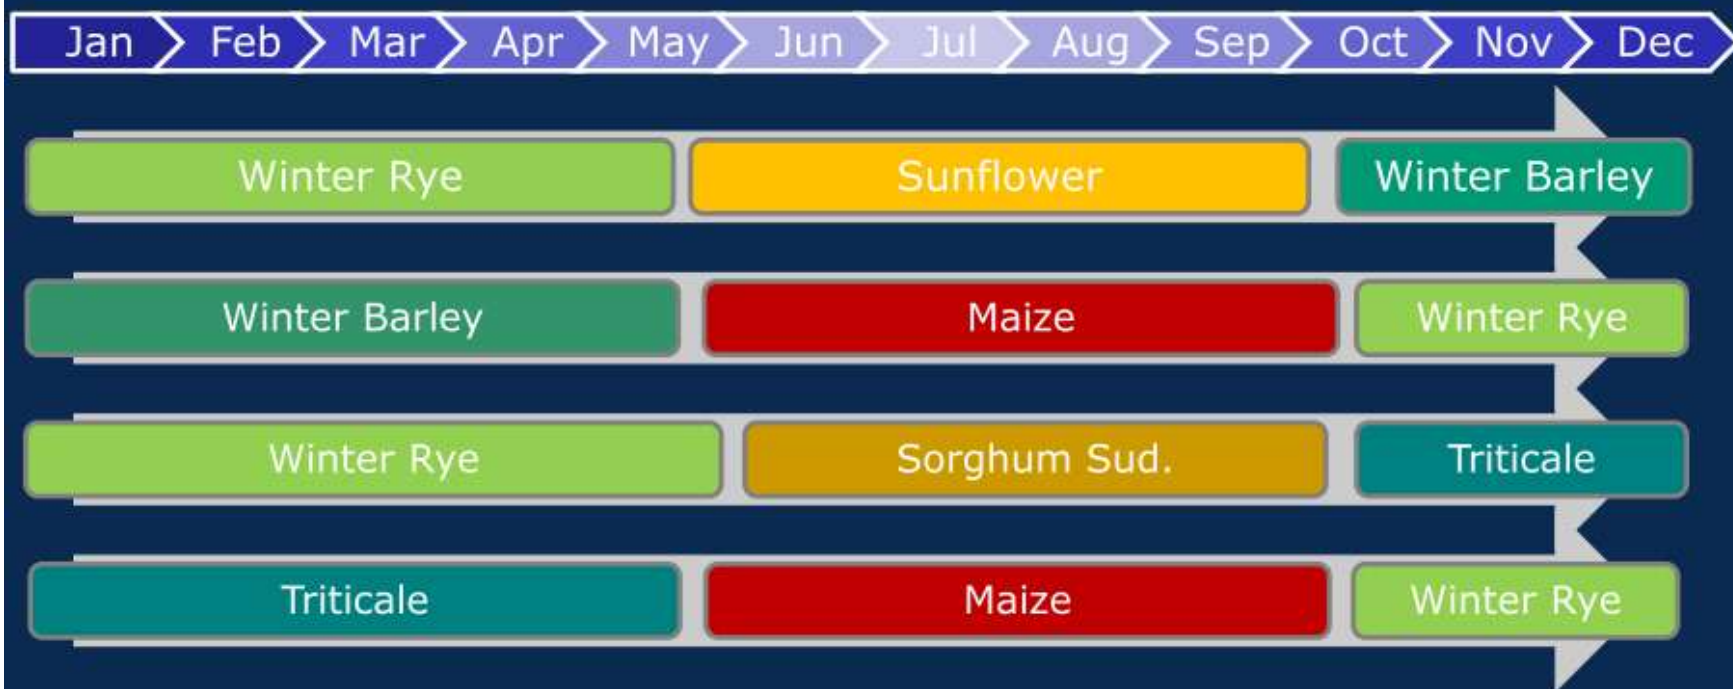 Jan Feb Mar Apr May Jun Jul Aug Sep Oct Nov Dec
Winter Rye Sunflower Winter Barley
Winter Barley Maize Winter Rye
Winter Rye Sorghum Sud. Triticale
Triticale Maize Winter Rye